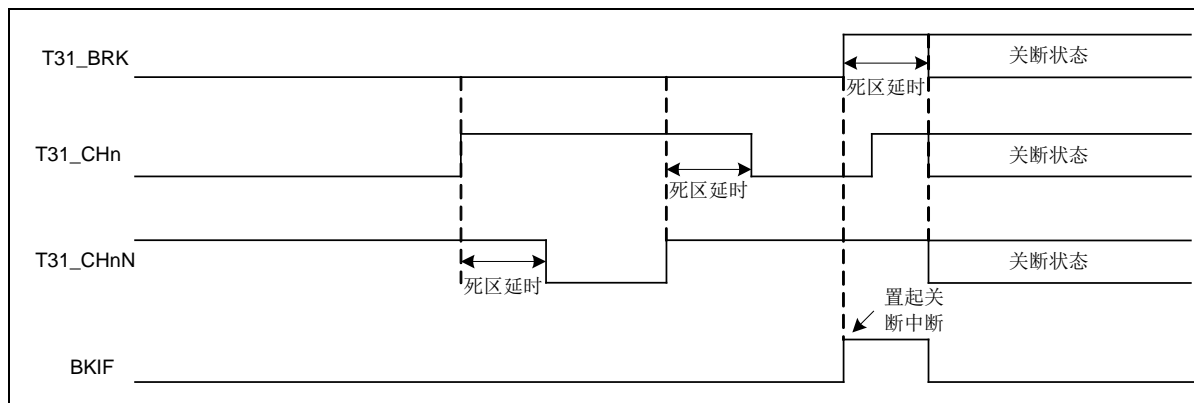 T31_BRK
关断状态
死区延时
T31_CHn
关断状态
死区延时
T31_CHnN
关断状态
死区延时
置起关
断中断
BKIF